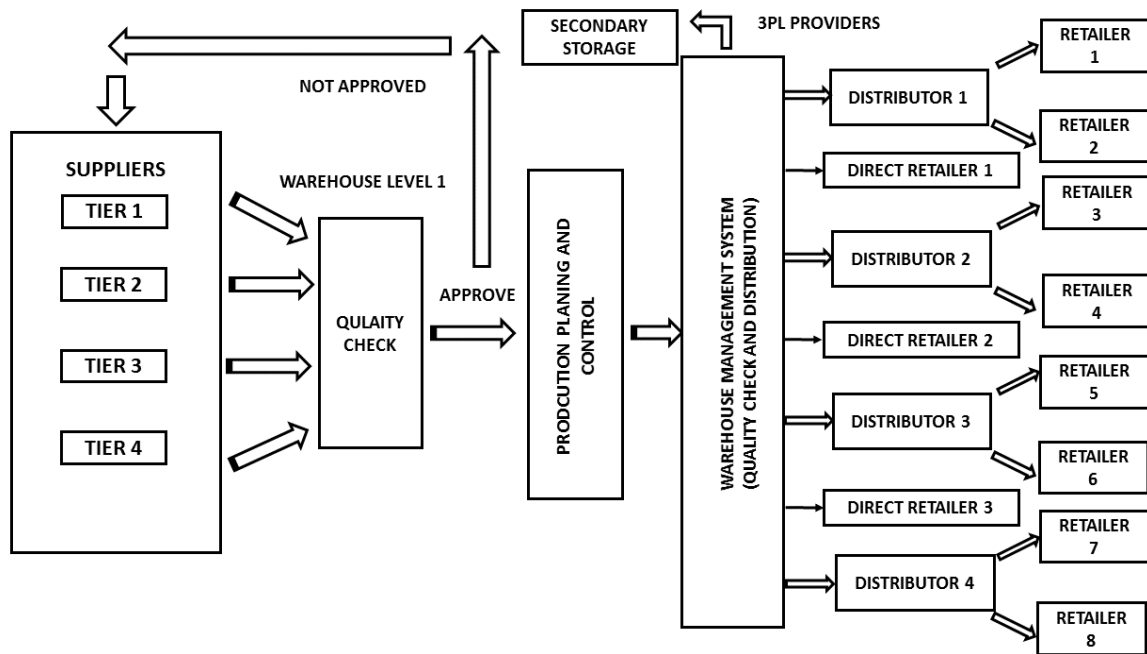 SECONDARY
STORAGE
3PL PROVIDERS
NOT APPROVED
SUPPLIERS
TIER 1
TIER 2
TIER 3
TIER 4
WAREHOUSE LEVEL 1
QULAITY
CHECK
APPROVE
PRODCUTION PLANING AND
CONTROL
WAREHOUSE MANAGEMENT SYSTEM
(QUALITY CHECK AND DISTRIBUTION)
DISTRIBUTOR 1
DIRECT RETAILER 1
DISTRIBUTOR 2
DIRECT RETAILER 2
DISTRIBUTOR 3
DIRECT RETAILER 3
DISTRIBUTOR 4
RETAILER
1
RETAILER
2
RETAILER
3
RETAILER
4
RETAILER
5
RETAILER
6
RETAILER
7
RETAILER
8